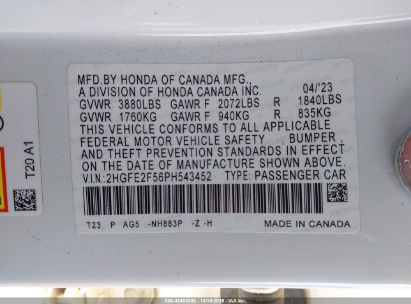 MFD.BY HONDA OF CANADA MFG.,
A DIVISION OF HONDA CANADA INC. 04/'23
GVWR 3880LBS GAWR F 2072LBS R 1840LBS
GVWR 1760KG GAWR F 940KG R 835KG
THIS VEHICLE CONFORMS TO ALL APPLICABLE
FEDERAL MOTOR VEHICLE SAFETY , BUMPER ,
AND THEFT PREVENTION STANDARDS IN EFFECT
ON THE DATE OF MANUFACTURE SHOWN ABOVE.
V.I.N.:2HGFE2F56PH543452 TYPE: PASSENGER CAR
T23 P AG5 -NH883P -Z -H MADE IN CANADA
T20 A1